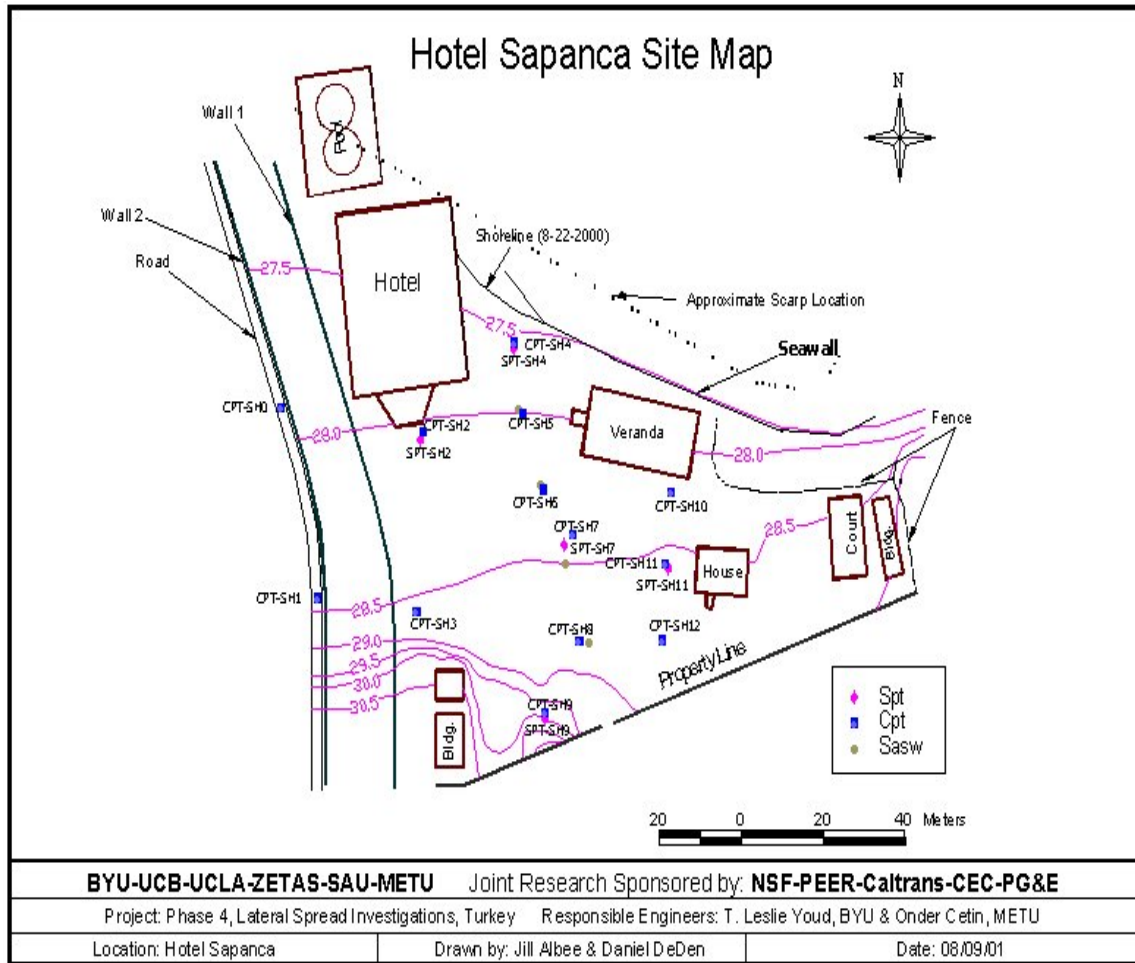 Hotel Sapanca Site Map
N
Wall 1
Pool
Wall 2
Road
Shoreline (8-22-2000)
27.5
Hotel
Approximate Scarp Location
27.5
CPT-SH4
SPT-SH4
Seawall
CPT-SH0
CPT-SH5
Fence
28.0
CPT-SH2
SPT-SH2
Veranda
28.0
CPT-SH6
CPT-SH10
CPT-SH7
SPT-SH7
28.5
Court
Bldg.
CPT-SH11
SPT-SH11
House
CPT-SH1
28.5
CPT-SH3
CPT-SH8
CPT-SH12
29.0
29.5
30.0
30.5
Property Line
Bldg.
CPT-SH9
SPT-SH9
Spt
Cpt
Sasw
20 0 20 40 Meters
BYU-UCB-UCLA-ZETAS-SAU-METU Joint Research Sponsored by: NSF-PEER-Caltrans-CEC-PG&E
Project: Phase 4, Lateral Spread Investigations, Turkey Responsible Engineers: T. Leslie Youd, BYU & Onder Cetin, METU
Location: Hotel Sapanca Drawn by: Jill Albee & Daniel DeDen Date: 08/09/01